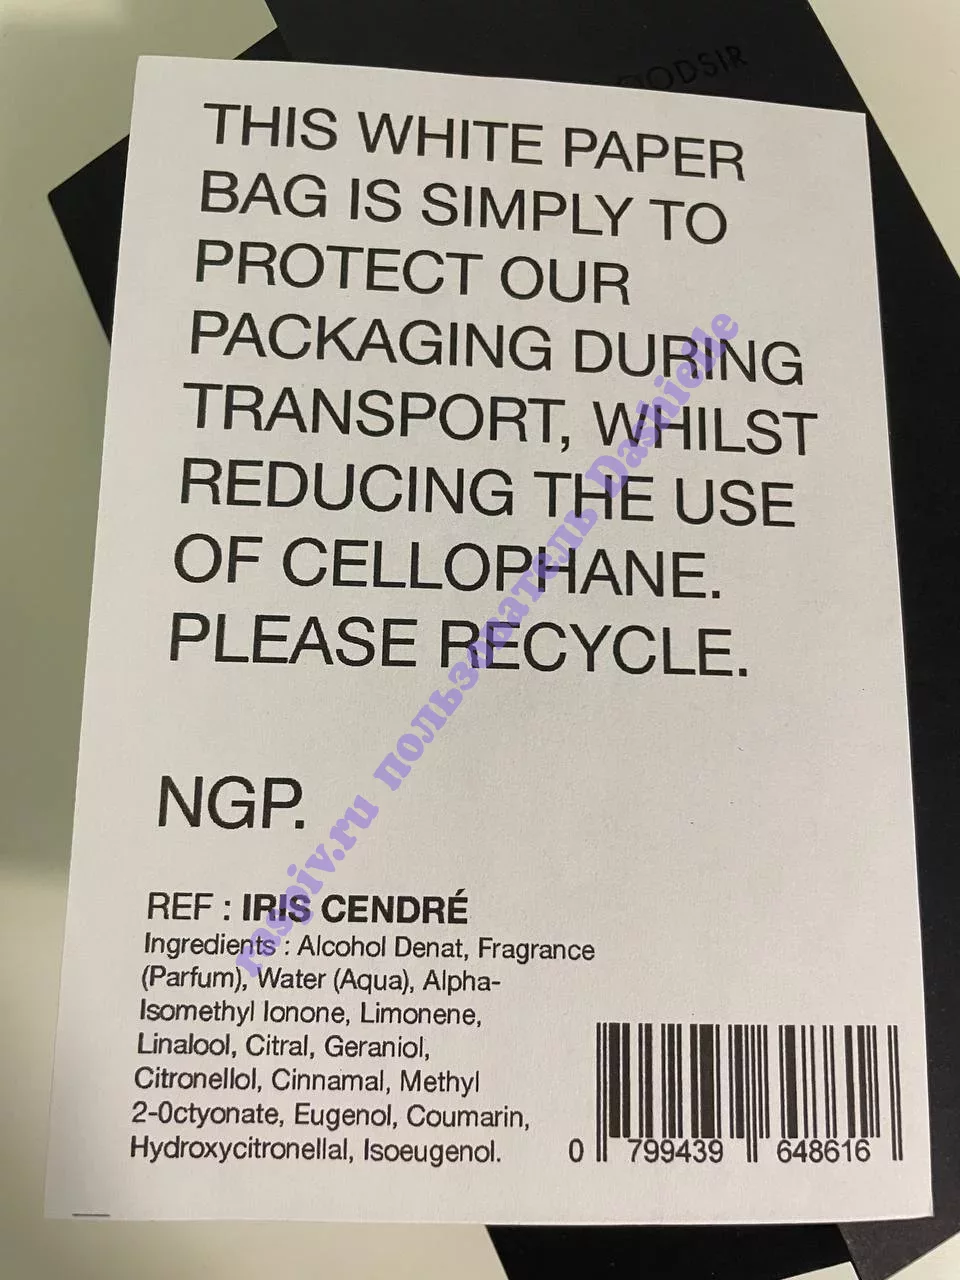 ODSIR
THIS WHITE PAPER
BAG IS SIMPLY TO
PROTECT OUR
PACKAGING DURING
TRANSPORT, WHILST
REDUCING THE USE
OF CELLOPHANE.
PLEASE RECYCLE.
NGP.
REF : IRIS CENDRÉ
Ingredients : Alcohol Denat, Fragrance
(Parfum), Water (Aqua), Alpha-
Isomethyl Ionone, Limonene,
Linalool, Citral, Geraniol,
Citronellol, Cinnamal, Methyl
2-0ctyonate, Eugenol, Coumarin,
Hydroxycitronellal, Isoeugenol.
0 799439 648616
raspiv.ru пользователь Dashielle